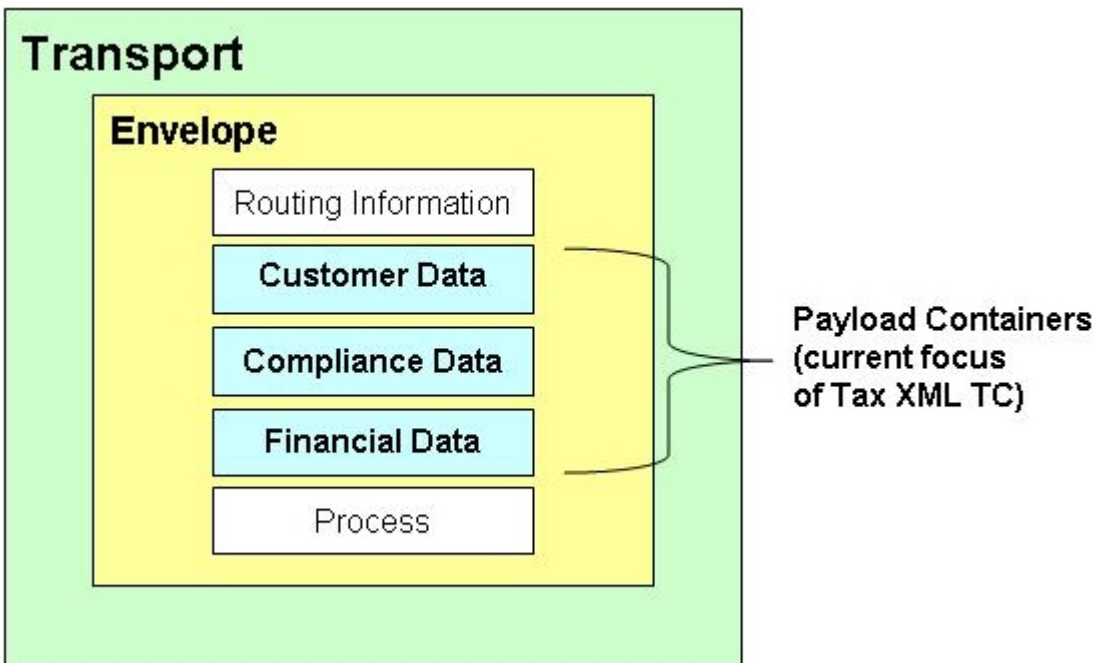 Transport
Envelope
Routing Information
Customer Data
Compliance Data
Financial Data
Process
Payload Containers
(current focus
of Tax XML TC)